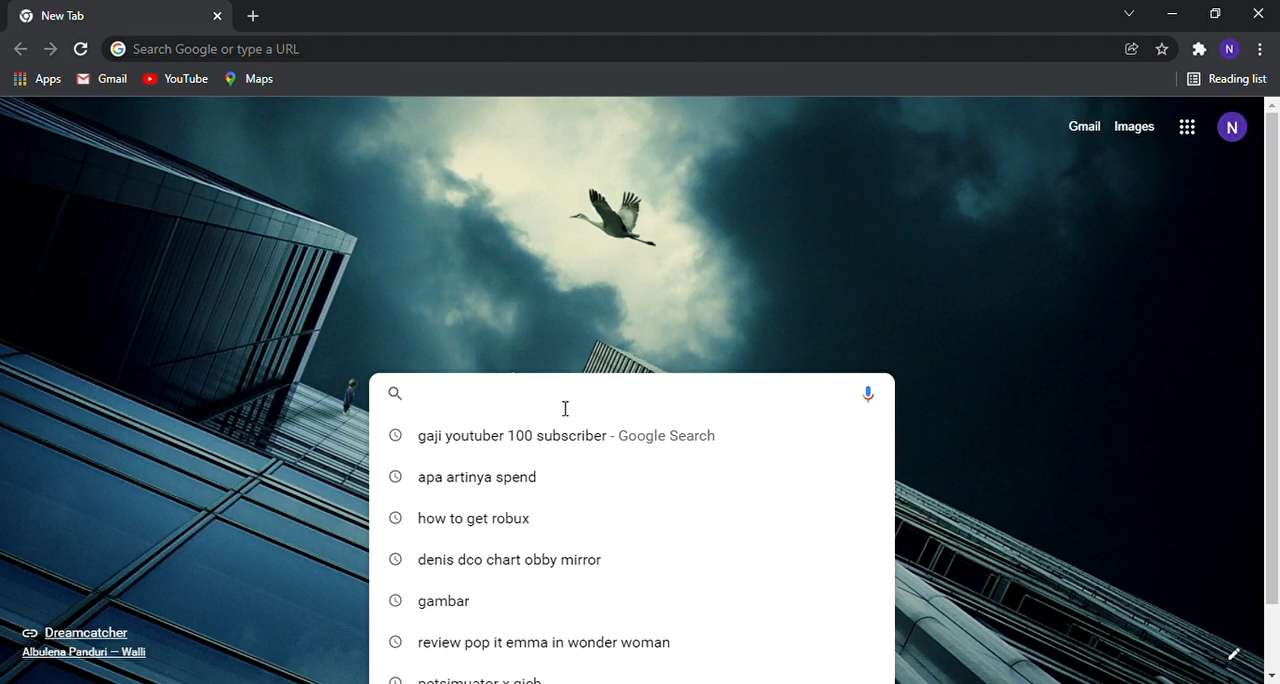 New Tab
Search Google or type a URL
Apps Gmail YouTube Maps Reading list
N
Gmail Images N
gaji youtuber 100 subscriber - Google Search
apa artinya spend
how to get robux
denis dco chart obby mirror
gambar
review pop it emma in wonder woman
Dreamcatcher
Albulena Panduri — Walli